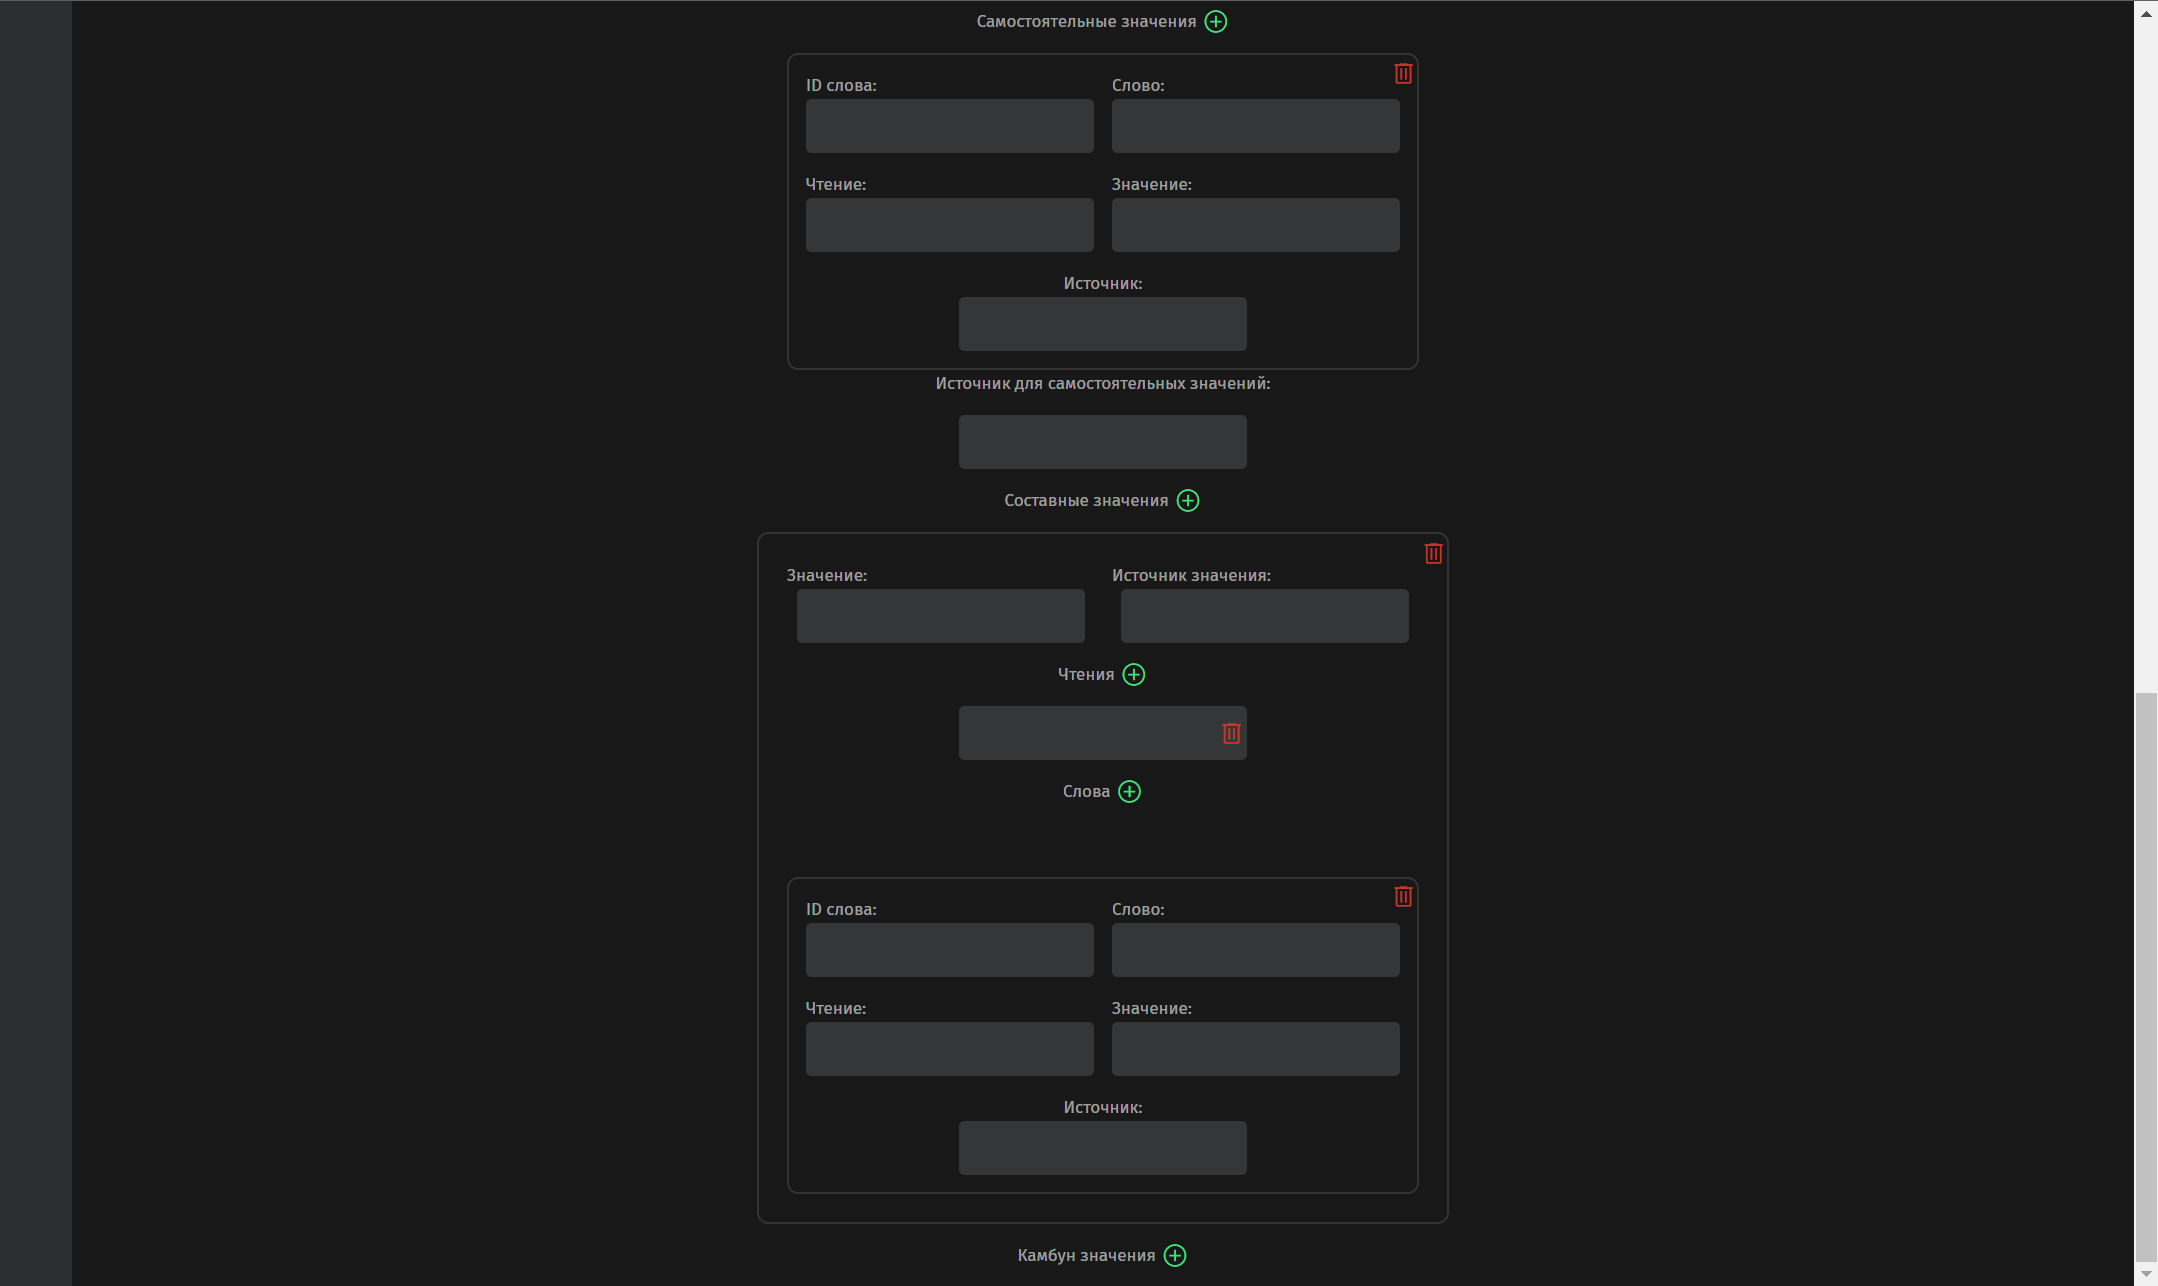 Самостоятельные значения
ID слова: Слово:
Чтение: Значение:
Источник:
Источник для самостоятельных значений:
Составные значения
Значение: Источник значения:
Чтения
Слова
ID слова: Слово:
Чтение: Значение:
Источник:
Камбун значения